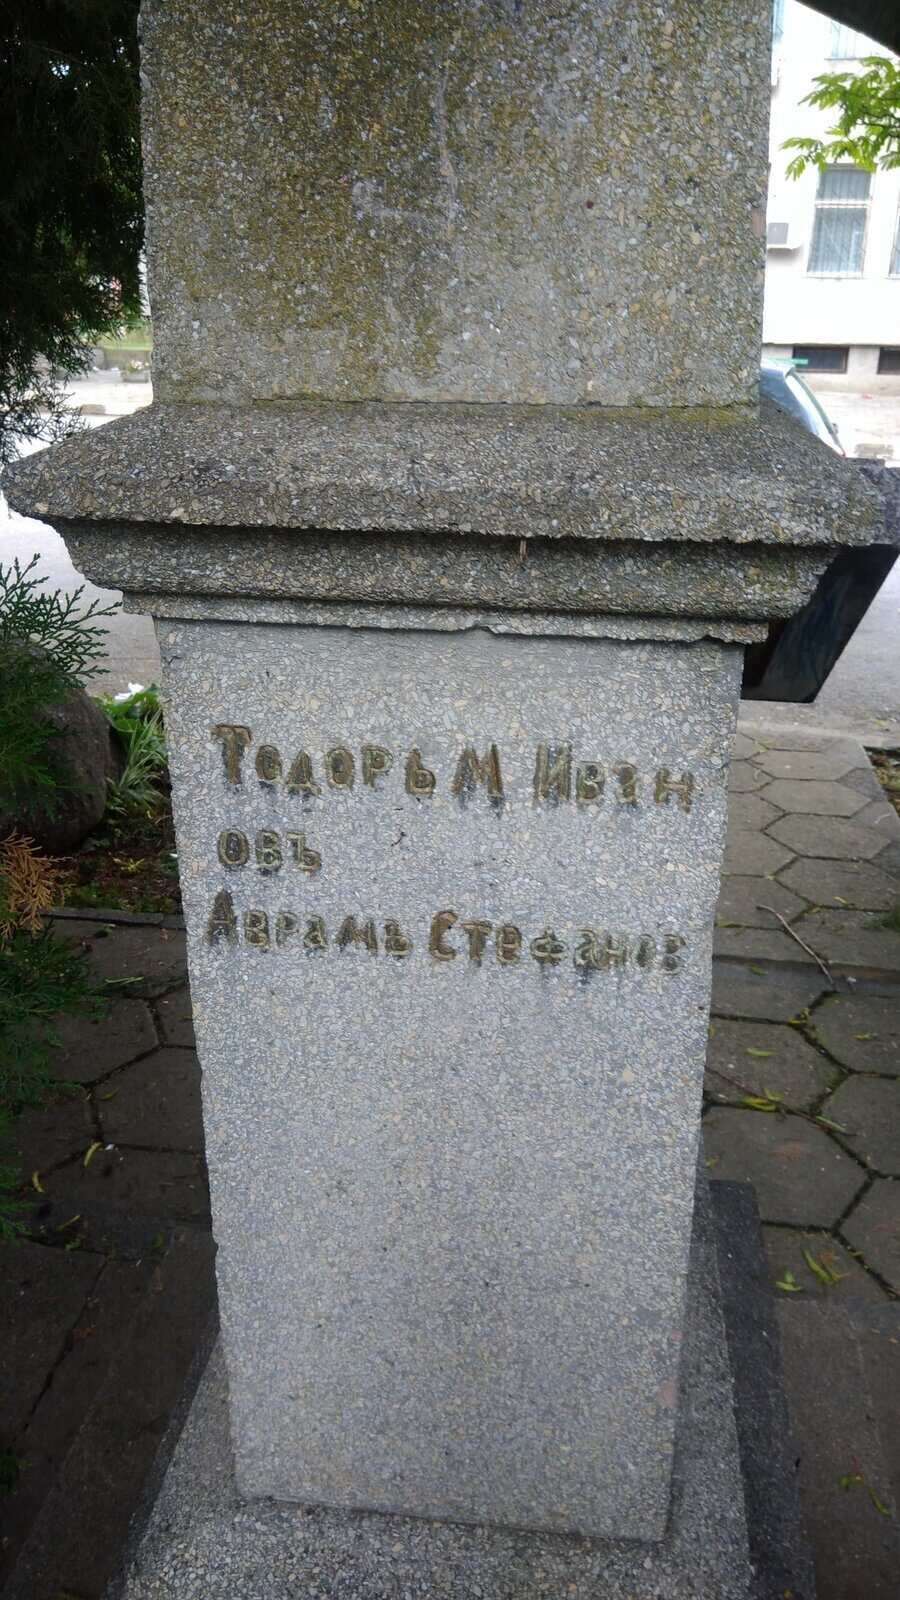 Тодоръ М Иван
овъ
Аврамъ Стефанов